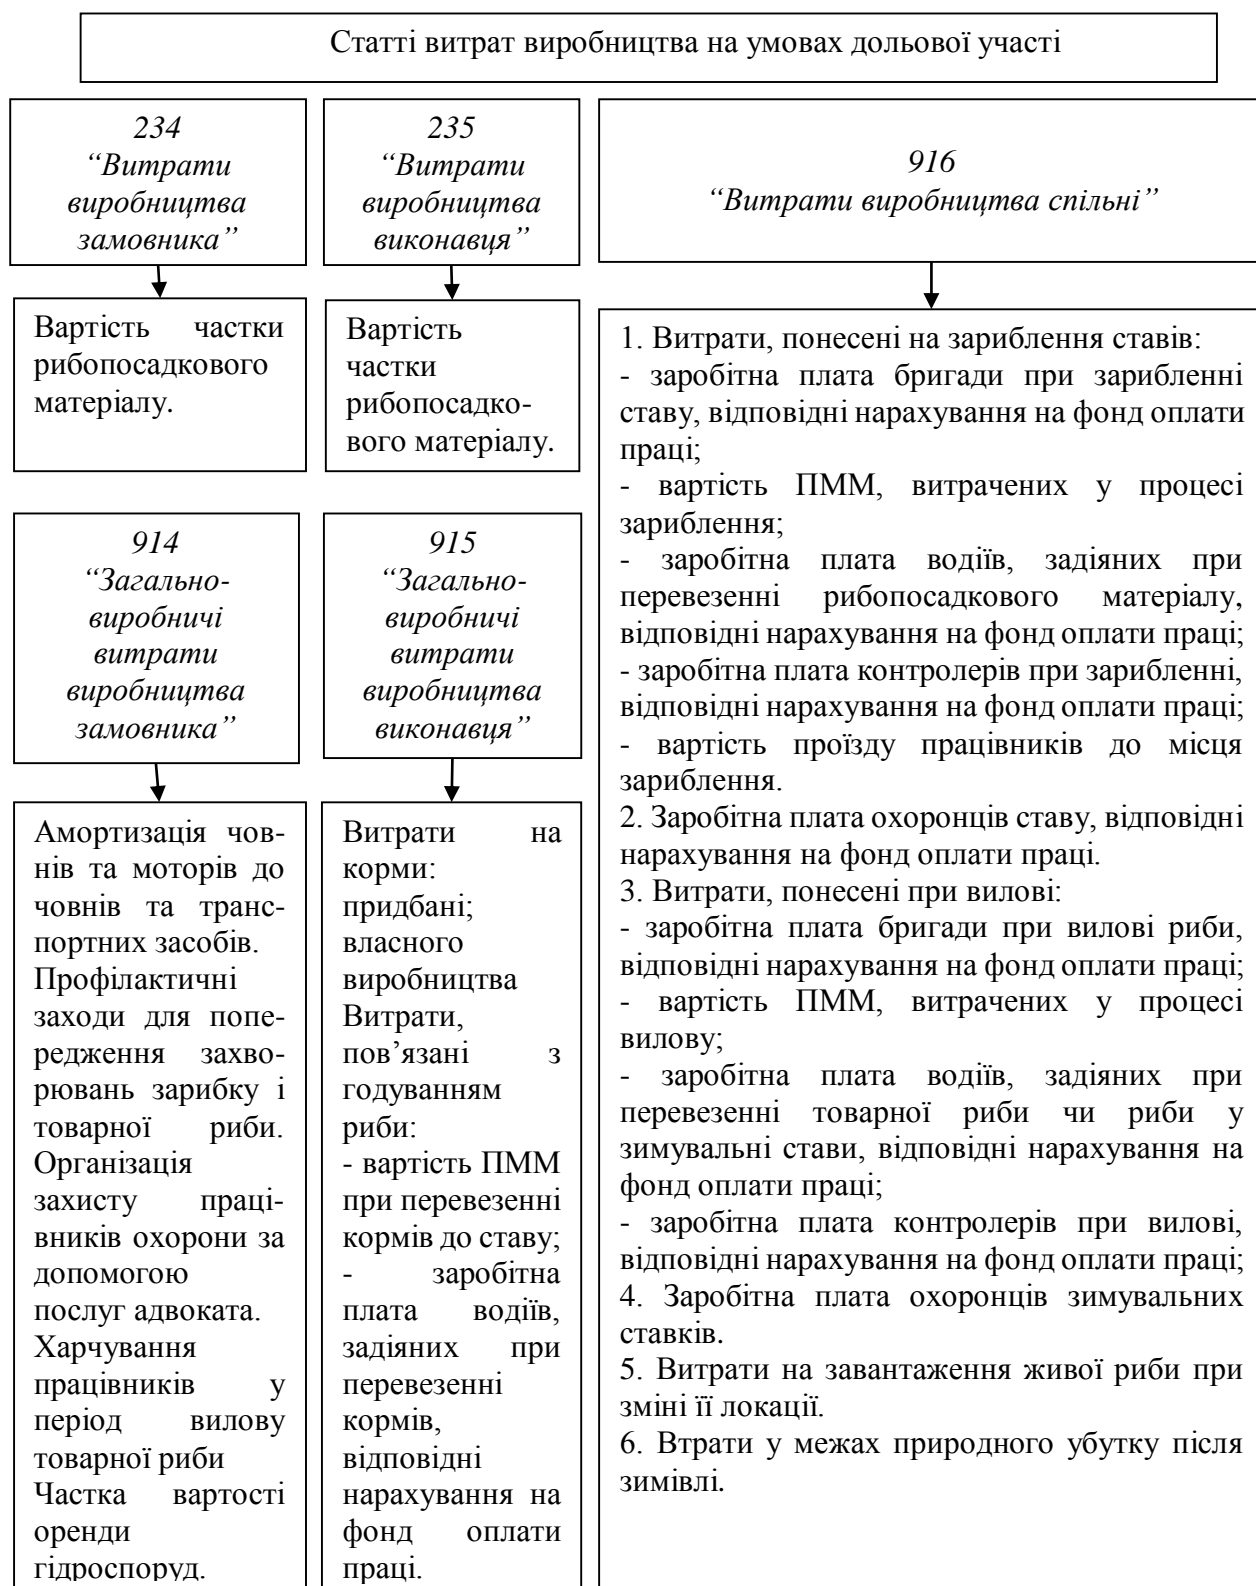 Статті витрат виробництва на умовах дольової участі
234
“Витрати
виробництва
замовника”
235
“Витрати
виробництва
виконавця”
916
“Витрати виробництва спільні”
Вартість частки
рибопосадкового
матеріалу.
Вартість
частки
рибопосадко-
вого матеріалу.
914
“Загально-
виробничі
витрати
виробництва
замовника”
915
“Загально-
виробничі
витрати
виробництва
виконавця”
Амортизація чов-
нів та моторів до
човнів та транс-
портних засобів.
Профілактичні
заходи для попе-
редження захво-
рювань зарибку і
товарної риби.
Організація
захисту праці-
вників охорони за
допомогою
послуг адвоката.
Харчування
працівників у
період вилову
товарної риби
Частка вартості
оренди
гідроспоруд.
Витрати на
корми:
придбані;
власного
виробництва
Витрати,
пов’язані з
годуванням
риби:
- вартість ПММ
при перевезенні
кормів до ставу;
- заробітна
плата водіїв,
задіяних при
перевезенні
кормів,
відповідні
нарахування на
фонд оплати
праці.
1. Витрати, понесені на зариблення ставів:
- заробітна плата бригади при зарибленні
ставу, відповідні нарахування на фонд оплати
праці;
- вартість ПММ, витрачених у процесі
зариблення;
- заробітна плата водіїв, задіяних при
перевезенні рибопосадкового матеріалу,
відповідні нарахування на фонд оплати праці;
- заробітна плата контролерів при зарибленні,
відповідні нарахування на фонд оплати праці;
- вартість проїзду працівників до місця
зариблення.
2. Заробітна плата охоронців ставу, відповідні
нарахування на фонд оплати праці.
3. Витрати, понесені при вилові:
- заробітна плата бригади при вилові риби,
відповідні нарахування на фонд оплати праці;
- вартість ПММ, витрачених у процесі
вилову;
- заробітна плата водіїв, задіяних при
перевезенні товарної риби чи риби у
зимувальні стави, відповідні нарахування на
фонд оплати праці;
- заробітна плата контролерів при вилові,
відповідні нарахування на фонд оплати праці;
4. Заробітна плата охоронців зимувальних
ставків.
5. Витрати на завантаження живої риби при
зміні її локації.
6. Втрати у межах природного убутку після
зимівлі.